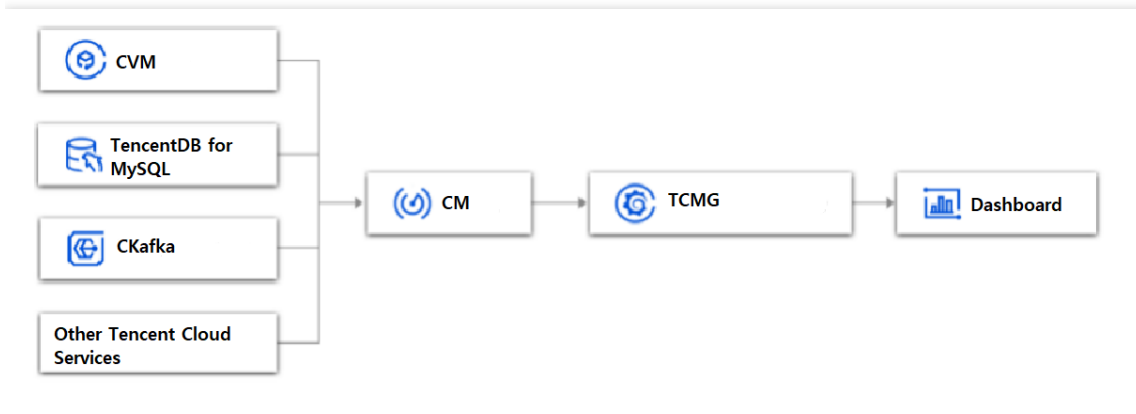 CVM
TencentDB for
MySQL
CKafka
Other Tencent Cloud
Services
CM
TCMG
Dashboard